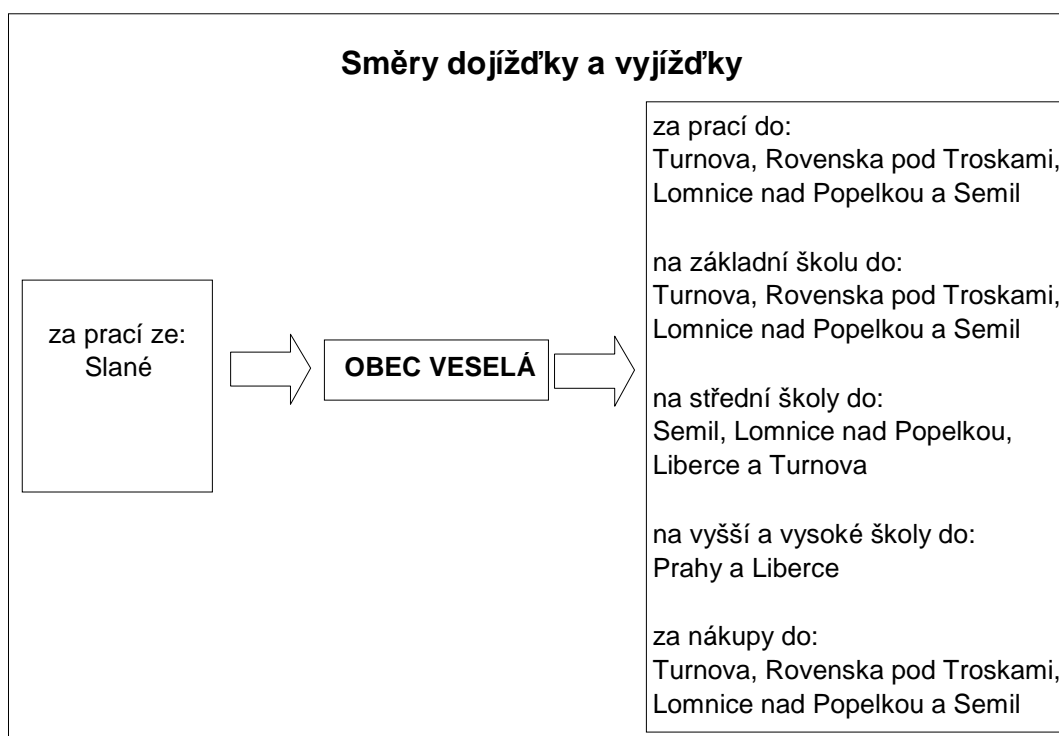 Směry dojížďky a vyjížďky
za prací ze:
Slané
OBEC VESELÁ
za prací do:
Turnova, Rovenska pod Troskami,
Lomnice nad Popelkou a Semil
na základní školu do:
Turnova, Rovenska pod Troskami,
Lomnice nad Popelkou a Semil
na střední školy do:
Semil, Lomnice nad Popelkou,
Liberce a Turnova
na vyšší a vysoké školy do:
Prahy a Liberce
za nákupy do:
Turnova, Rovenska pod Troskami,
Lomnice nad Popelkou a Semil